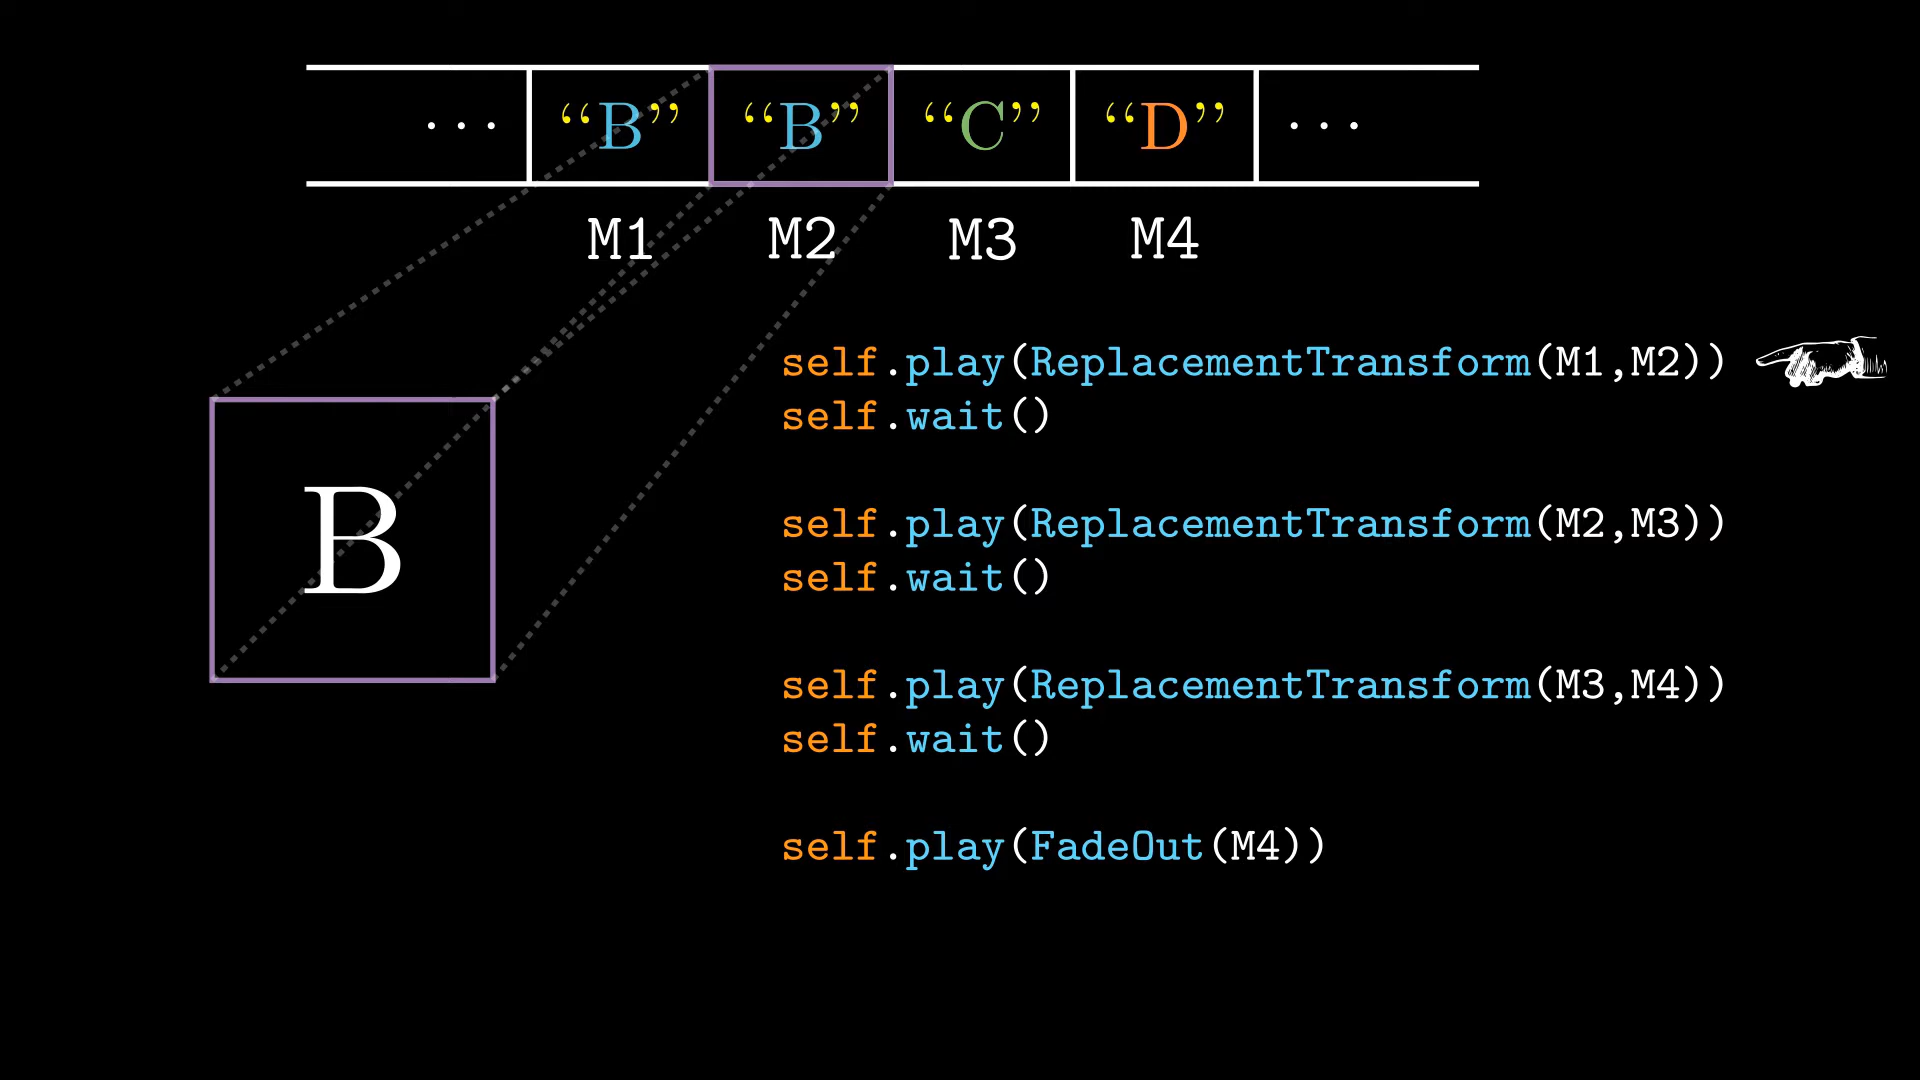 ... “B” “B” “C” “D” ...
M1 M2 M3 M4
B
self.play(ReplacementTransform(M1,M2))
self.wait()
self.play(ReplacementTransform(M2,M3))
self.wait()
self.play(ReplacementTransform(M3,M4))
self.wait()
self.play(FadeOut(M4))